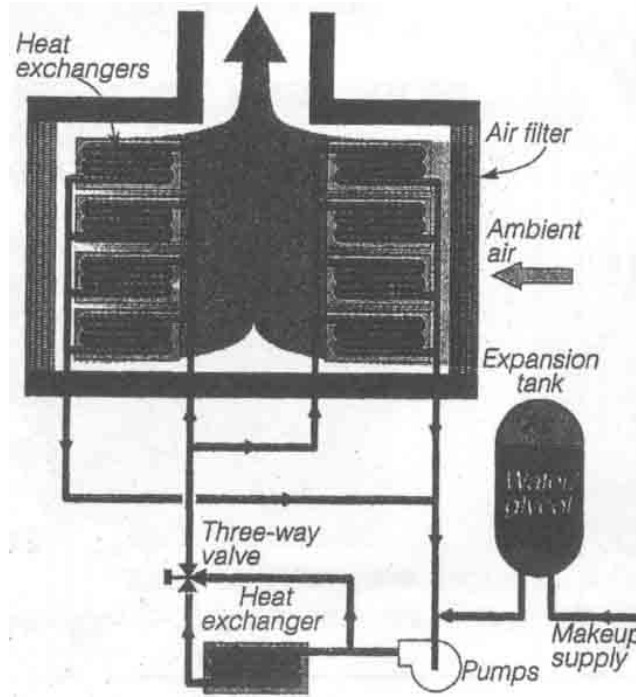 Heat
exchangers
Air filter
Ambient
air
Expansion
tank
Water/
glycol
Three-way
valve
Heat
exchanger
Pumps
Makeup
supply